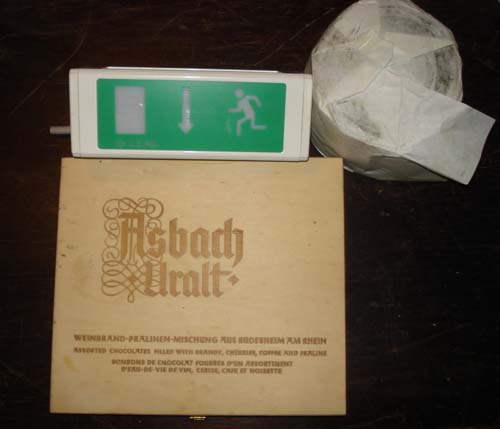 Asbach
Uralt
WEINBRAND-PRALINEN-MISCHUNG AUS RÜDESHEIM AM RHEIN
ASSORTED CHOCOLATES FILLED WITH BRANDY, CHERRIES, COFFEE AND PRALINE
BONBONS DE CHOCOLAT FOURRÉS D'UN ASSORTIMENT
D'EAU-DE-VIE DE VIN, CERISE, CAFE ET NOISETTE